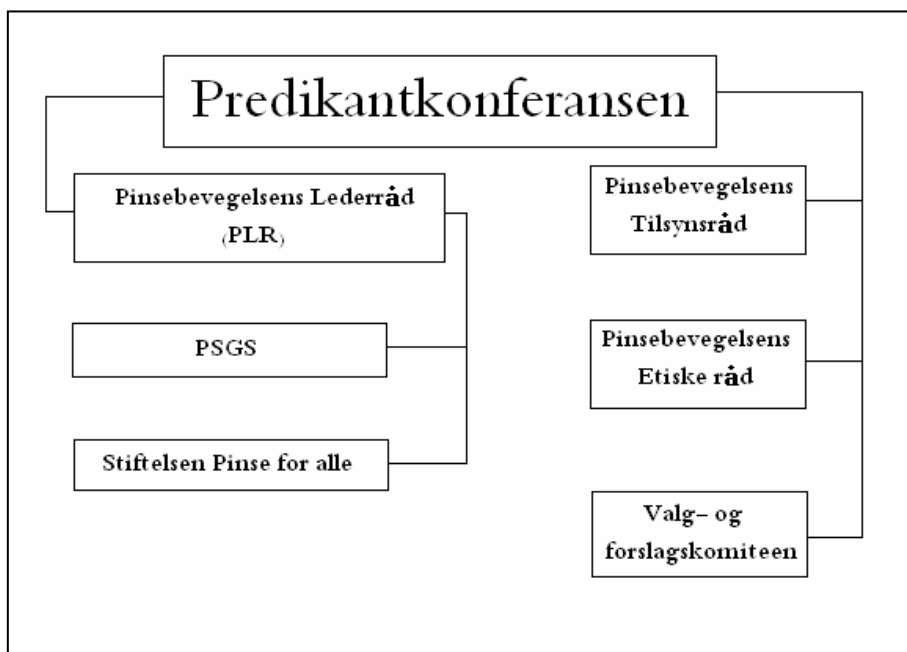 Predikantkonferansen
Pinsebevegelsens Lederråd
(PLR)
PSGS
Stiftelsen Pinse for alle
Pinsebevegelsens
Tilsynsråd
Pinsebevegelsens
Etiske råd
Valg– og
forslagskomiteen